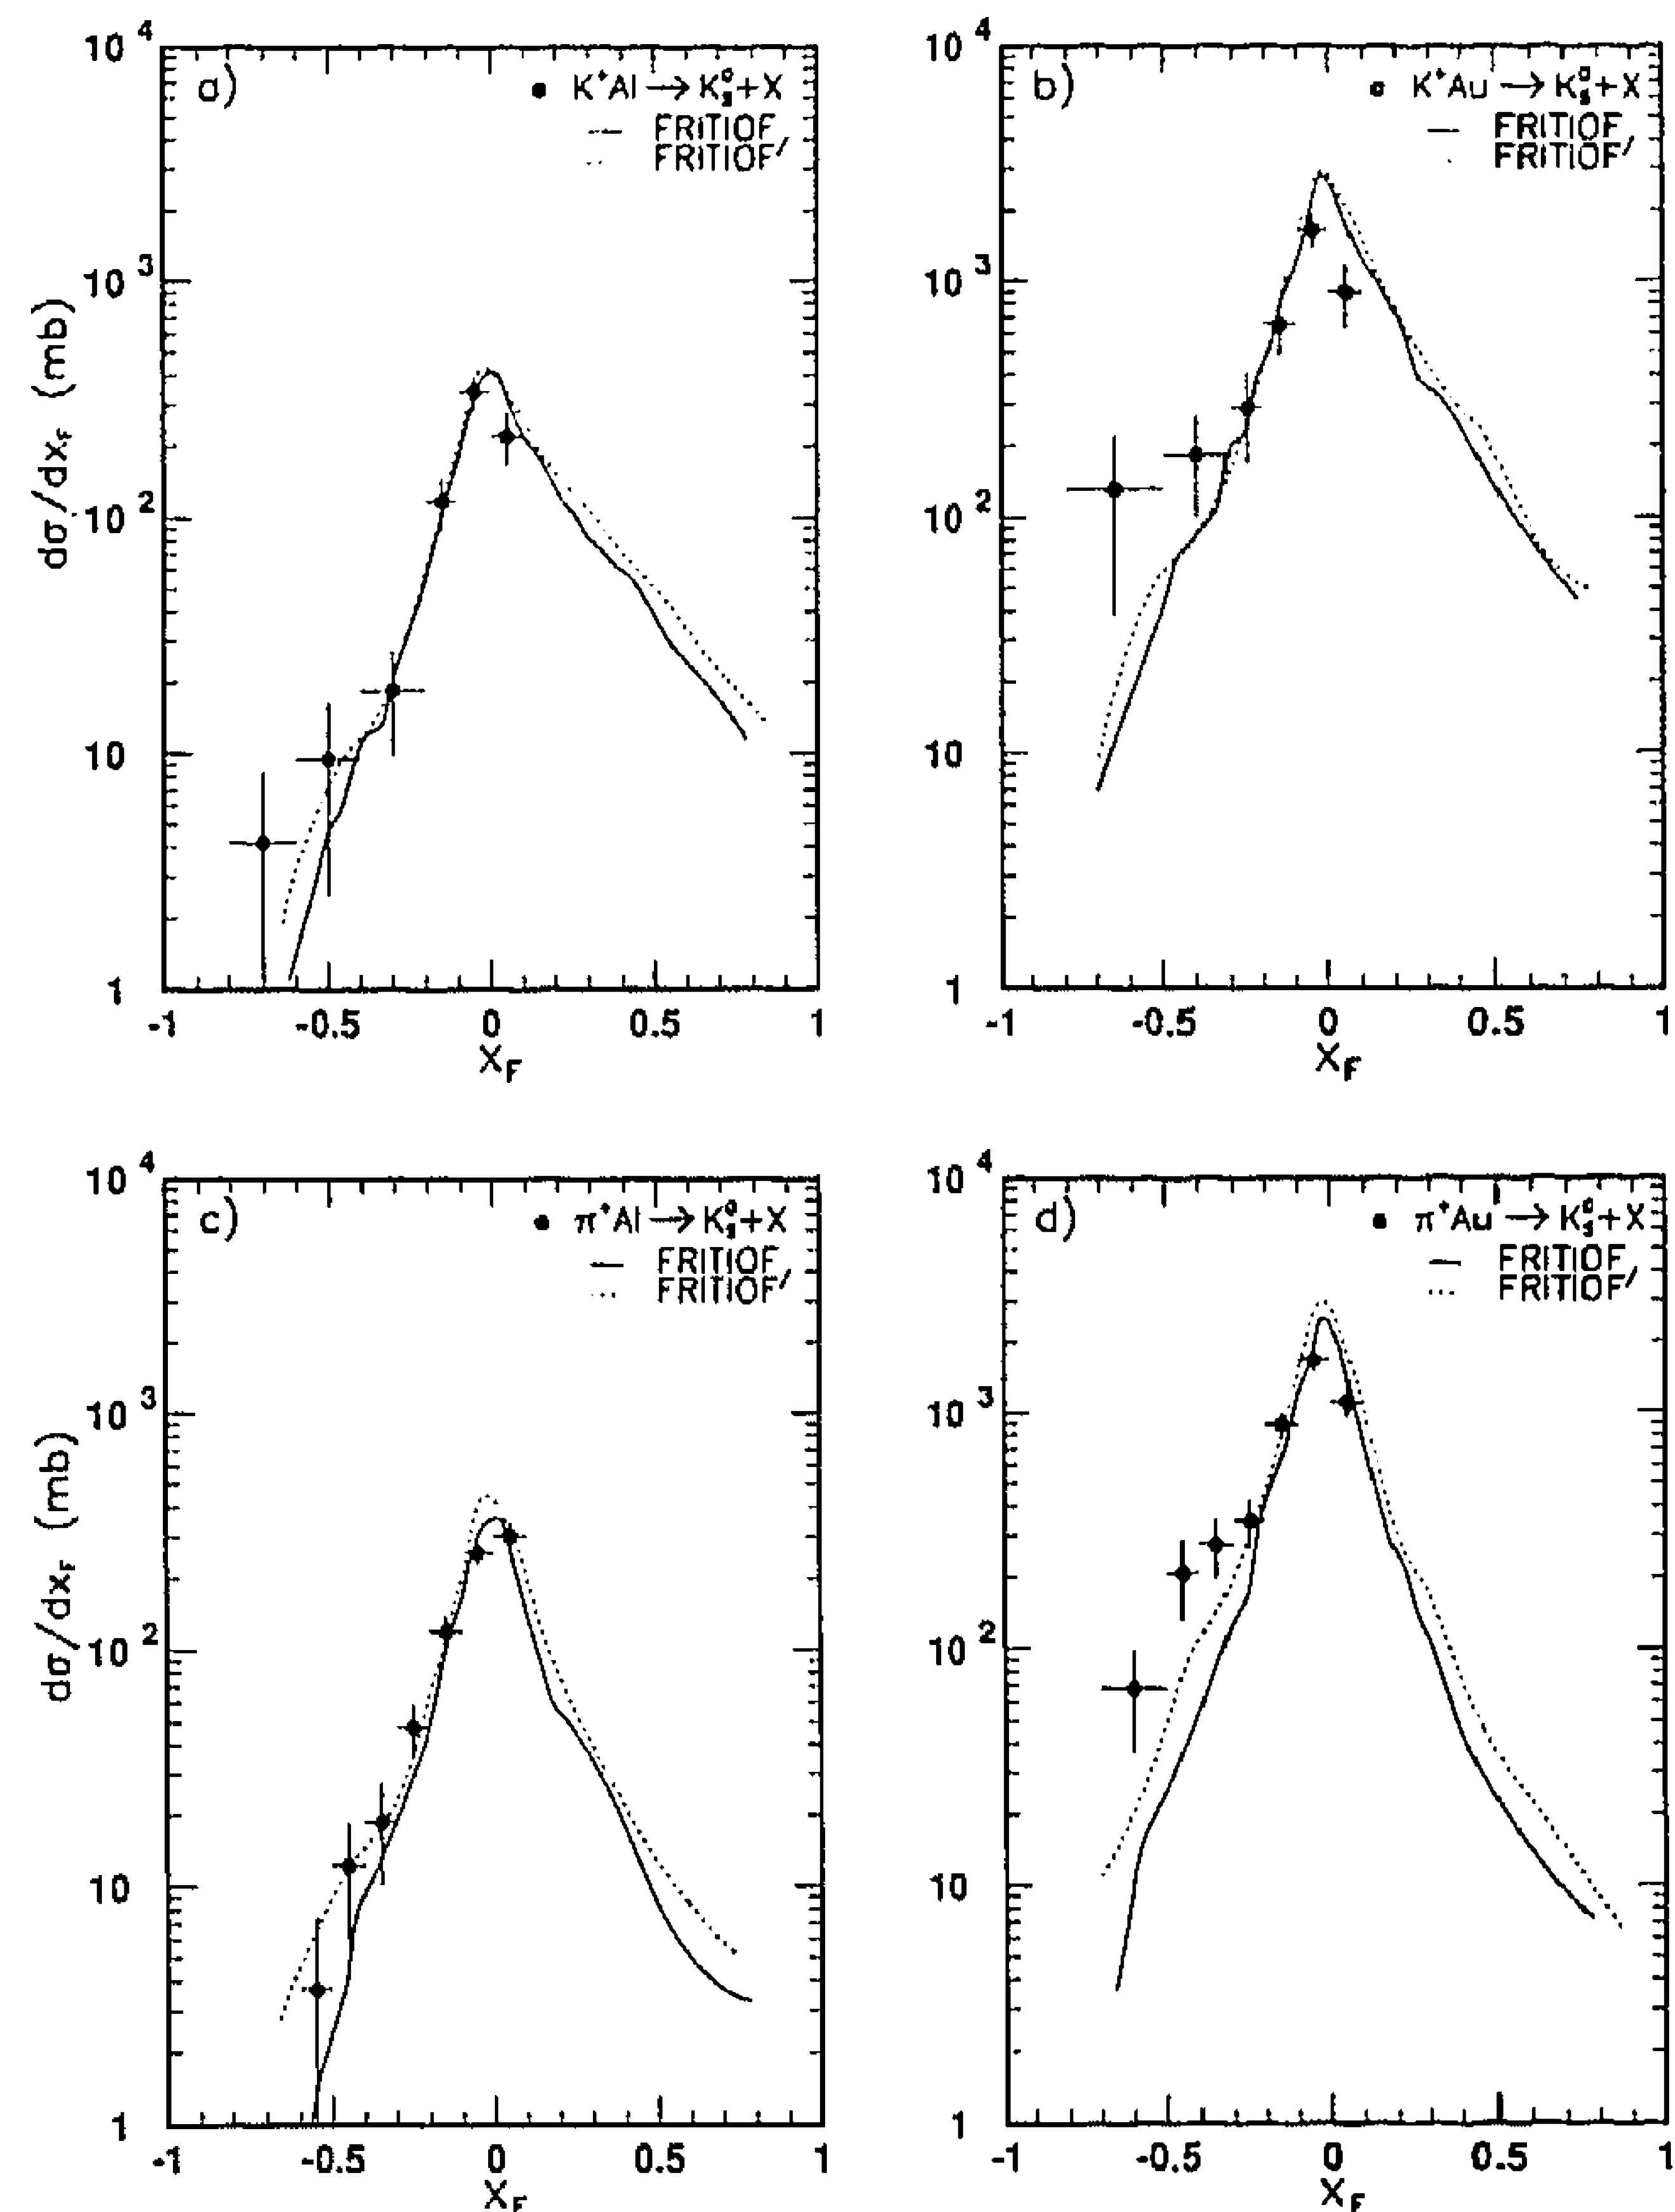 a)
K⁺Al → K⁰ₛ+X
FRITIOF
FRITIOF′
10⁴
10³
10²
10
1
dσ/dx_F (mb)
-1 -0.5 0 0.5 1
X_F
b)
K⁺Au → K⁰ₛ+X
FRITIOF
FRITIOF′
10⁴
10³
10²
10
1
-1 -0.5 0 0.5 1
X_F
c)
π⁺Al → K⁰ₛ+X
FRITIOF
FRITIOF′
10⁴
10³
10²
10
1
dσ/dx_F (mb)
-1 -0.5 0 0.5 1
X_F
d)
π⁺Au → K⁰ₛ+X
FRITIOF
FRITIOF′
10⁴
10³
10²
10
1
-1 -0.5 0 0.5 1
X_F